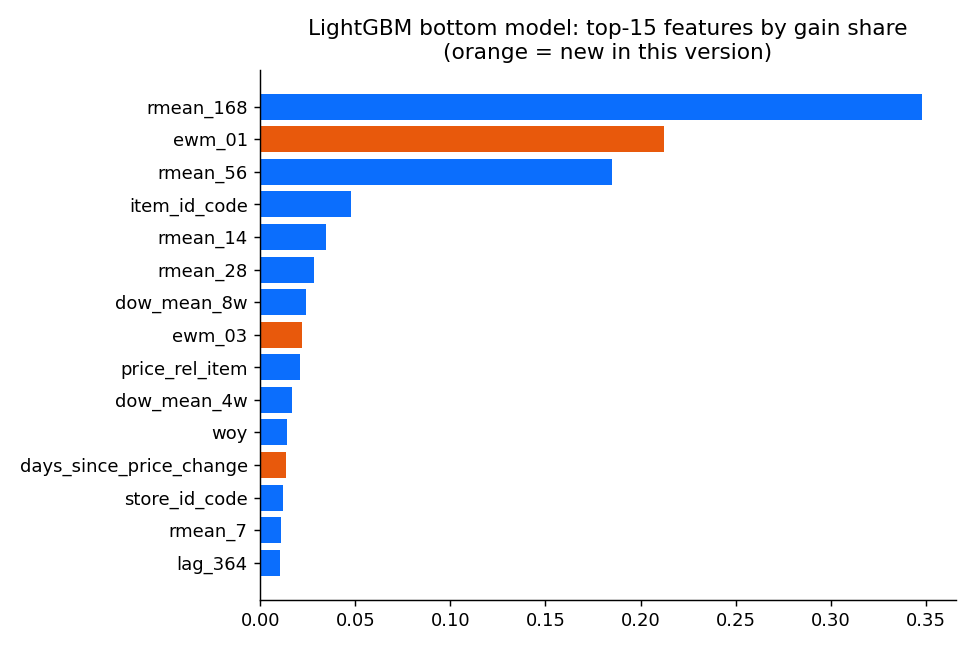 LightGBM bottom model: top-15 features by gain share
(orange = new in this version)
rmean_168
ewm_01
rmean_56
item_id_code
rmean_14
rmean_28
dow_mean_8w
ewm_03
price_rel_item
dow_mean_4w
woy
days_since_price_change
store_id_code
rmean_7
lag_364
0.00 0.05 0.10 0.15 0.20 0.25 0.30 0.35